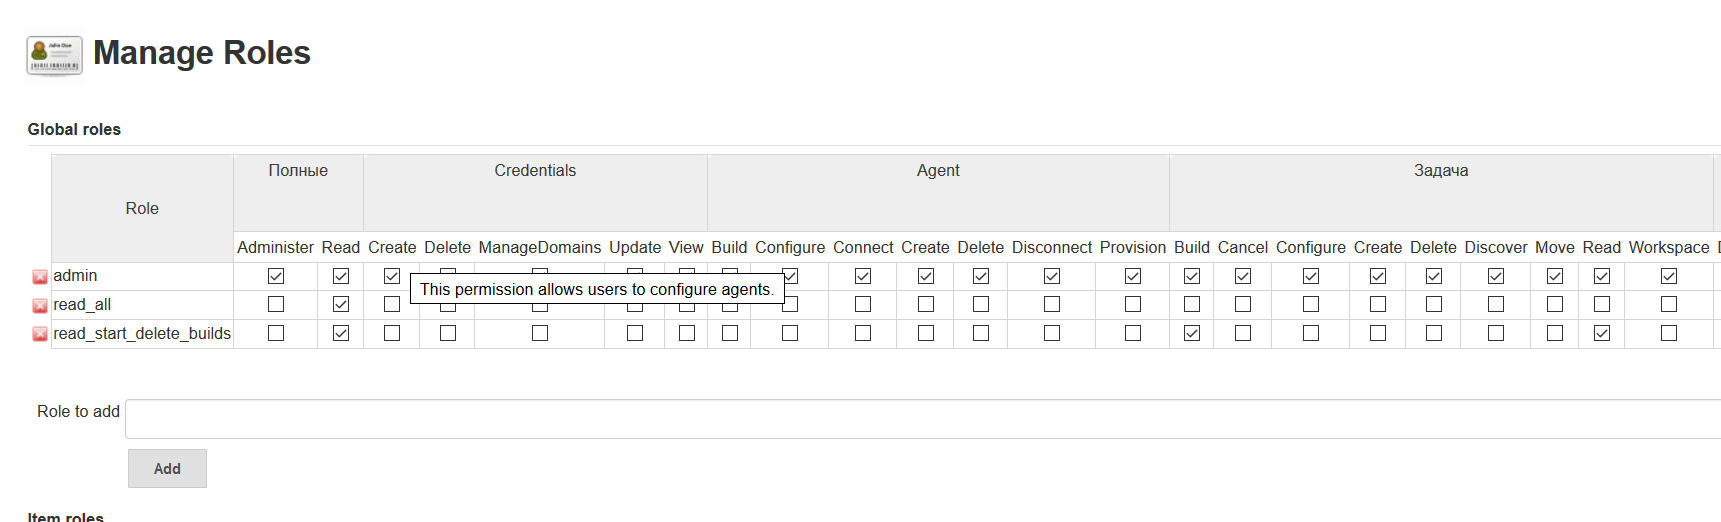 John Doe
Manage Roles
Global roles
Role
Полные
Credentials
Agent
Задача
Administer Read Create Delete ManageDomains Update View Build Configure Connect Create Delete Disconnect Provision Build Cancel Configure Create Delete Discover Move Read Workspace
admin
This permission allows users to configure agents.
read_all
read_start_delete_builds
Role to add
Add
Item roles